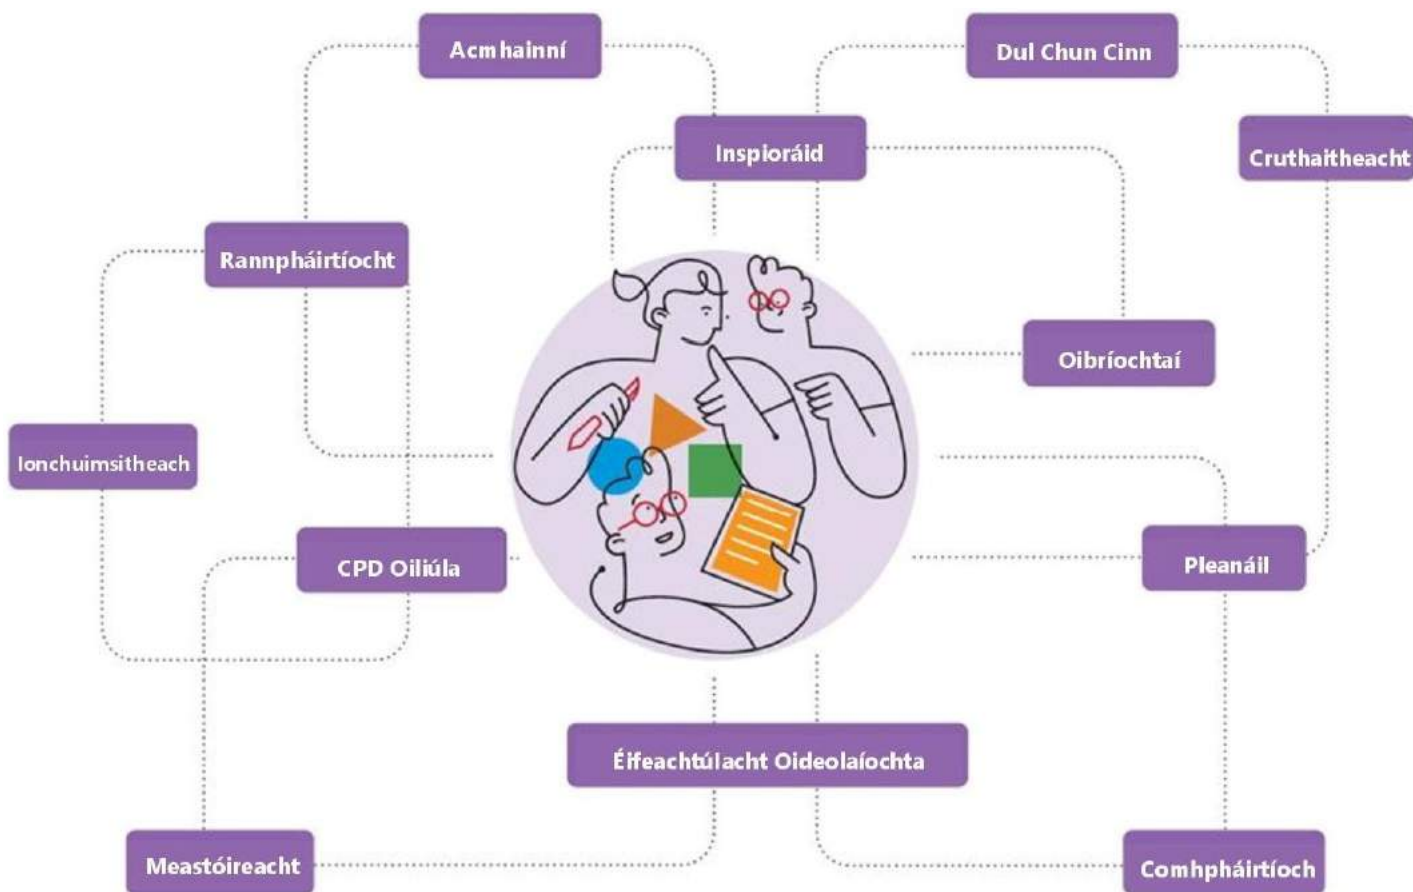 Acmhainní
Dul Chun Cinn
Inspioráid
Cruthaitheacht
Rannpháirtíocht
Oibríochtaí
Ionchuimsitheach
CPD Oiliúla
Pleanáil
Éifeachtúlacht Oideolaíochta
Meastóireacht
Comhpháirtíoch